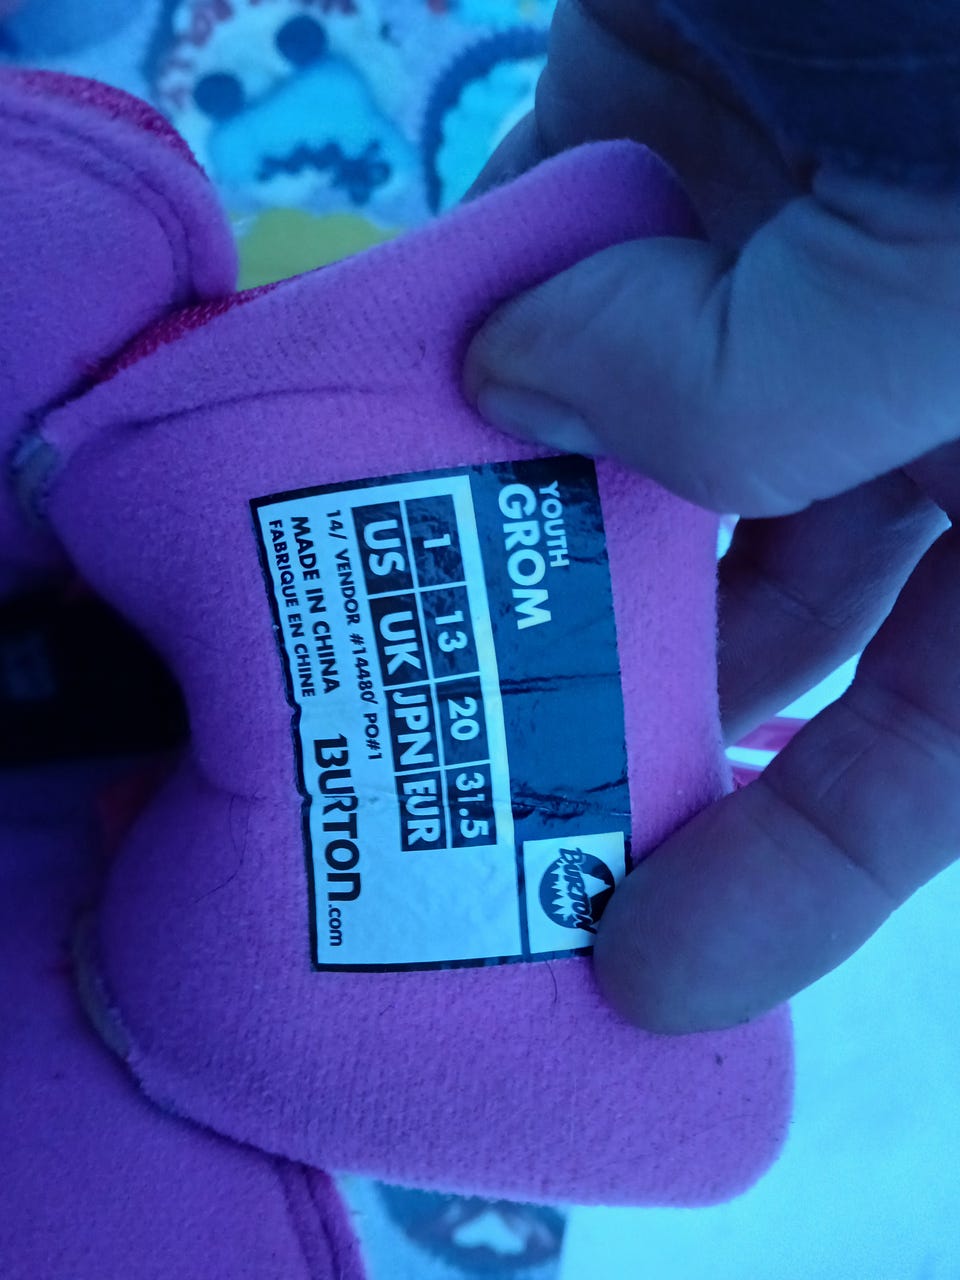 YOUTH
GROM
1 13 20 31.5
US UK JPN EUR
14/ VENDOR #14480/ PO#1
MADE IN CHINA
FABRIQUE EN CHINE
BURTON.com
BURTON